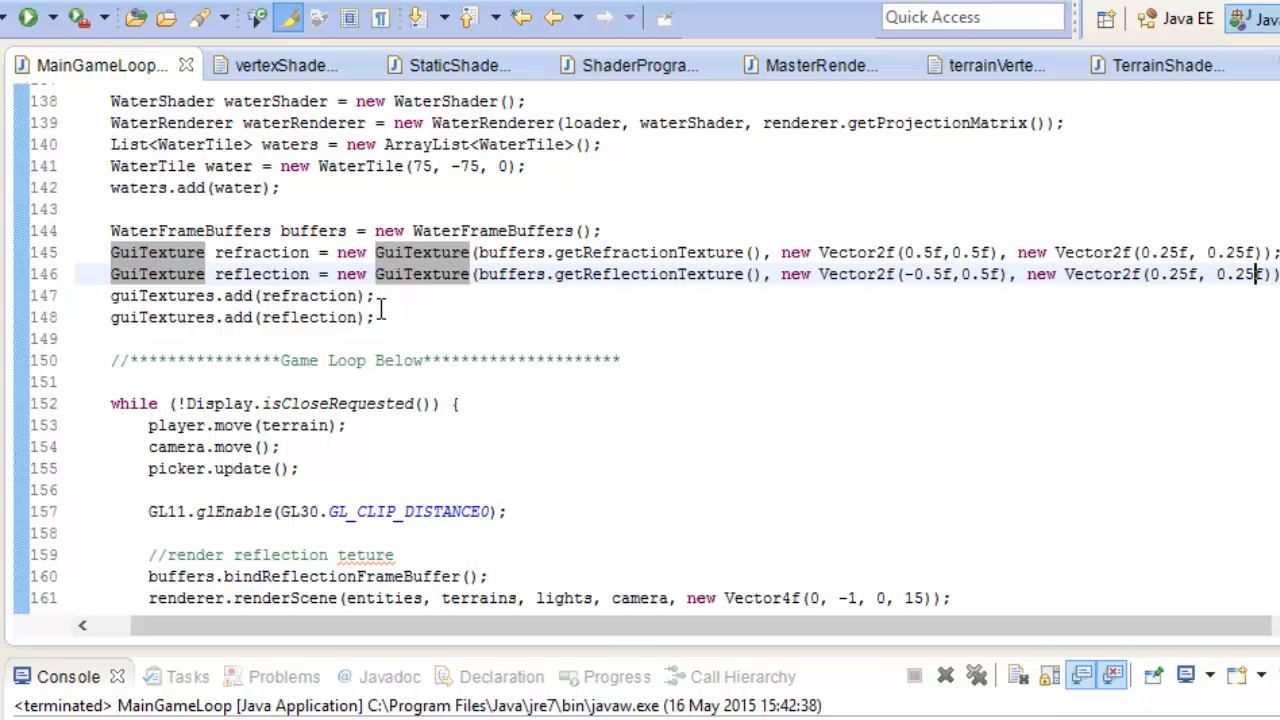 Quick Access
Java EE
Java
MainGameLoop...
vertexShade...
StaticShade...
ShaderProgra...
MasterRende...
terrainVerte...
TerrainShade...
138 WaterShader waterShader = new WaterShader();
139 WaterRenderer waterRenderer = new WaterRenderer(loader, waterShader, renderer.getProjectionMatrix());
140 List<WaterTile> waters = new ArrayList<WaterTile>();
141 WaterTile water = new WaterTile(75, -75, 0);
142 waters.add(water);
143
144 WaterFrameBuffers buffers = new WaterFrameBuffers();
145 GuiTexture refraction = new GuiTexture(buffers.getRefractionTexture(), new Vector2f(0.5f,0.5f), new Vector2f(0.25f, 0.25f));
146 GuiTexture reflection = new GuiTexture(buffers.getReflectionTexture(), new Vector2f(-0.5f,0.5f), new Vector2f(0.25f, 0.25f))
147 guiTextures.add(refraction);
148 guiTextures.add(reflection);
149
150 //****************Game Loop Below*********************
151
152 while (!Display.isCloseRequested()) {
153 player.move(terrain);
154 camera.move();
155 picker.update();
156
157 GL11.glEnable(GL30.GL_CLIP_DISTANCE0);
158
159 //render reflection teture
160 buffers.bindReflectionFrameBuffer();
161 renderer.renderScene(entities, terrains, lights, camera, new Vector4f(0, -1, 0, 15));
Console
Tasks
Problems
@ Javadoc
Declaration
Progress
Call Hierarchy
<terminated> MainGameLoop [Java Application] C:\Program Files\Java\jre7\bin\javaw.exe (16 May 2015 15:42:38)